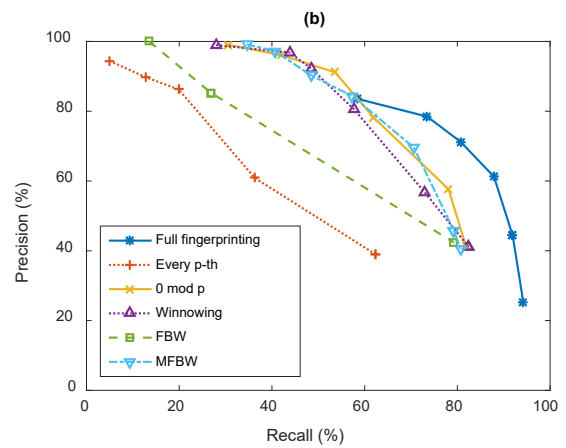 (b)
100
80
60
40
20
0
Precision (%)
Full fingerprinting
Every p-th
0 mod p
Winnowing
FBW
MFBW
0 20 40 60 80 100
Recall (%)